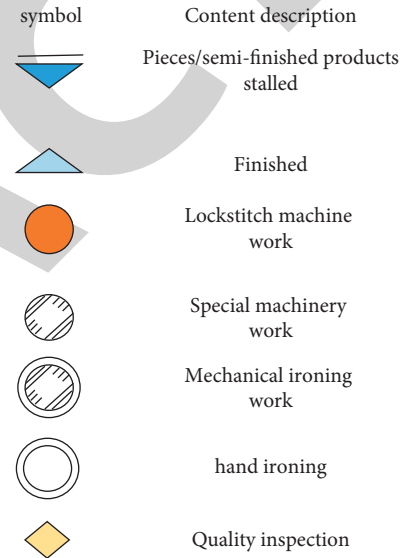 symbol Content description
Pieces/semi-finished products
stalled
Finished
Lockstitch machine
work
Special machinery
work
Mechanical ironing
work
hand ironing
Quality inspection